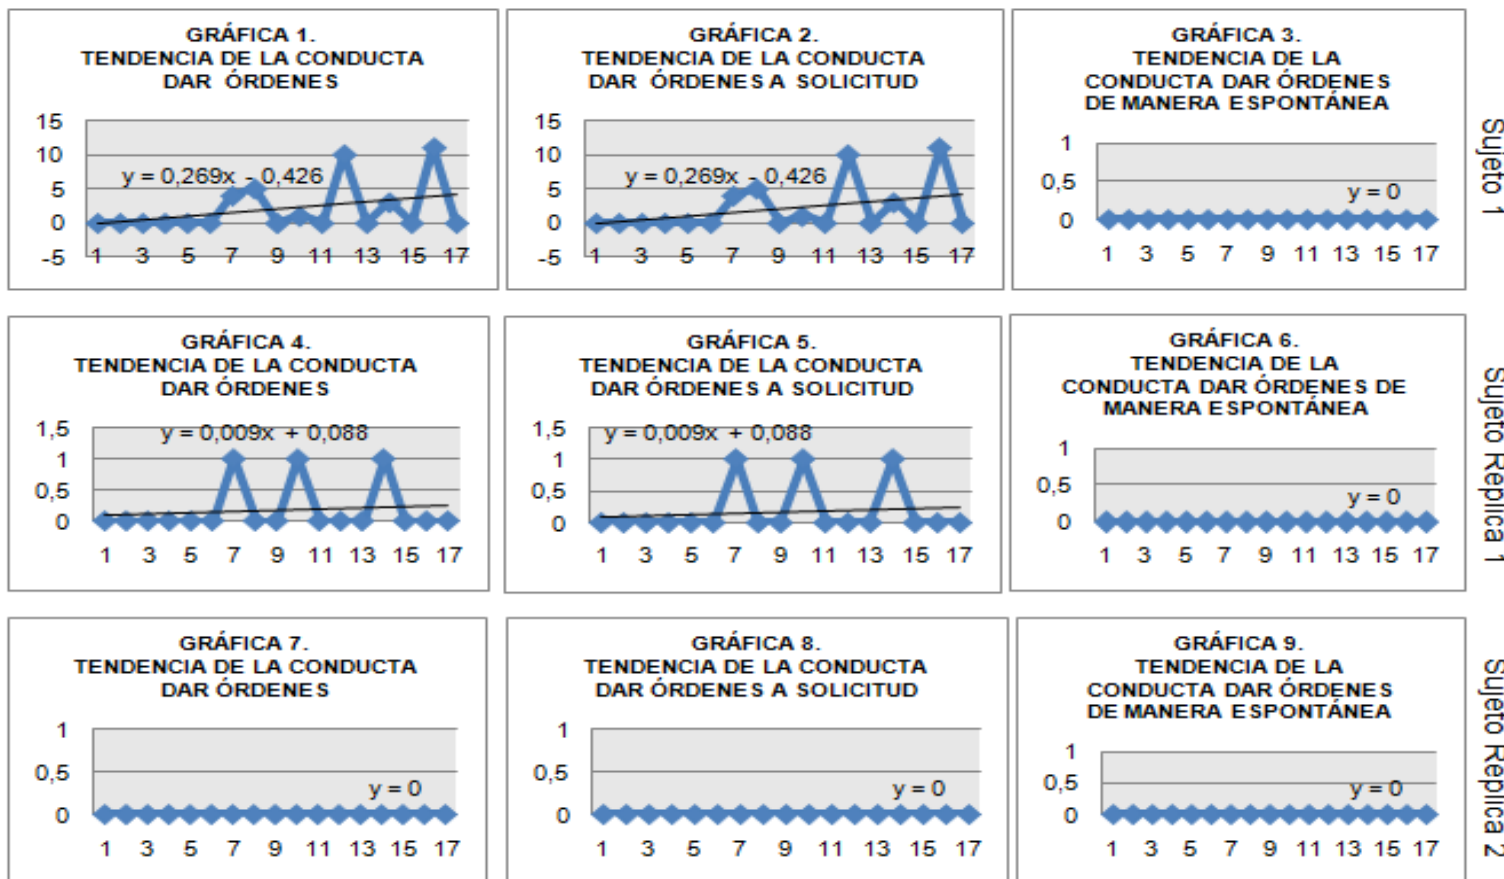 GRÁFICA 1.
TENDENCIA DE LA CONDUCTA
DAR ÓRDENES
15
10
5
0
-5
y = 0,269x - 0,426
1 3 5 7 9 11 13 15 17
GRÁFICA 2.
TENDENCIA DE LA CONDUCTA
DAR ÓRDENES A SOLICITUD
15
10
5
0
-5
y = 0,269x - 0,426
1 3 5 7 9 11 13 15 17
GRÁFICA 3.
TENDENCIA DE LA
CONDUCTA DAR ÓRDENES
DE MANERA ESPONTÁNEA
1
0,5
0
y = 0
1 3 5 7 9 11 13 15 17
Sujeto 1
GRÁFICA 4.
TENDENCIA DE LA CONDUCTA
DAR ÓRDENES
1,5
1
0,5
0
y = 0,009x + 0,088
1 3 5 7 9 11 13 15 17
GRÁFICA 5.
TENDENCIA DE LA CONDUCTA
DAR ÓRDENES A SOLICITUD
1,5
1
0,5
0
y = 0,009x + 0,088
1 3 5 7 9 11 13 15 17
GRÁFICA 6.
TENDENCIA DE LA
CONDUCTA DAR ÓRDENES DE
MANERA ESPONTÁNEA
1
0,5
0
y = 0
1 3 5 7 9 11 13 15 17
Sujeto Replica 1
GRÁFICA 7.
TENDENCIA DE LA CONDUCTA
DAR ÓRDENES
1
0,5
0
y = 0
1 3 5 7 9 11 13 15 17
GRÁFICA 8.
TENDENCIA DE LA CONDUCTA
DAR ÓRDENES A SOLICITUD
1
0,5
0
y = 0
1 3 5 7 9 11 13 15 17
GRÁFICA 9.
TENDENCIA DE LA
CONDUCTA DAR ÓRDENES
DE MANERA ESPONTÁNEA
1
0,5
0
y = 0
1 3 5 7 9 11 13 15 17
Sujeto Replica 2